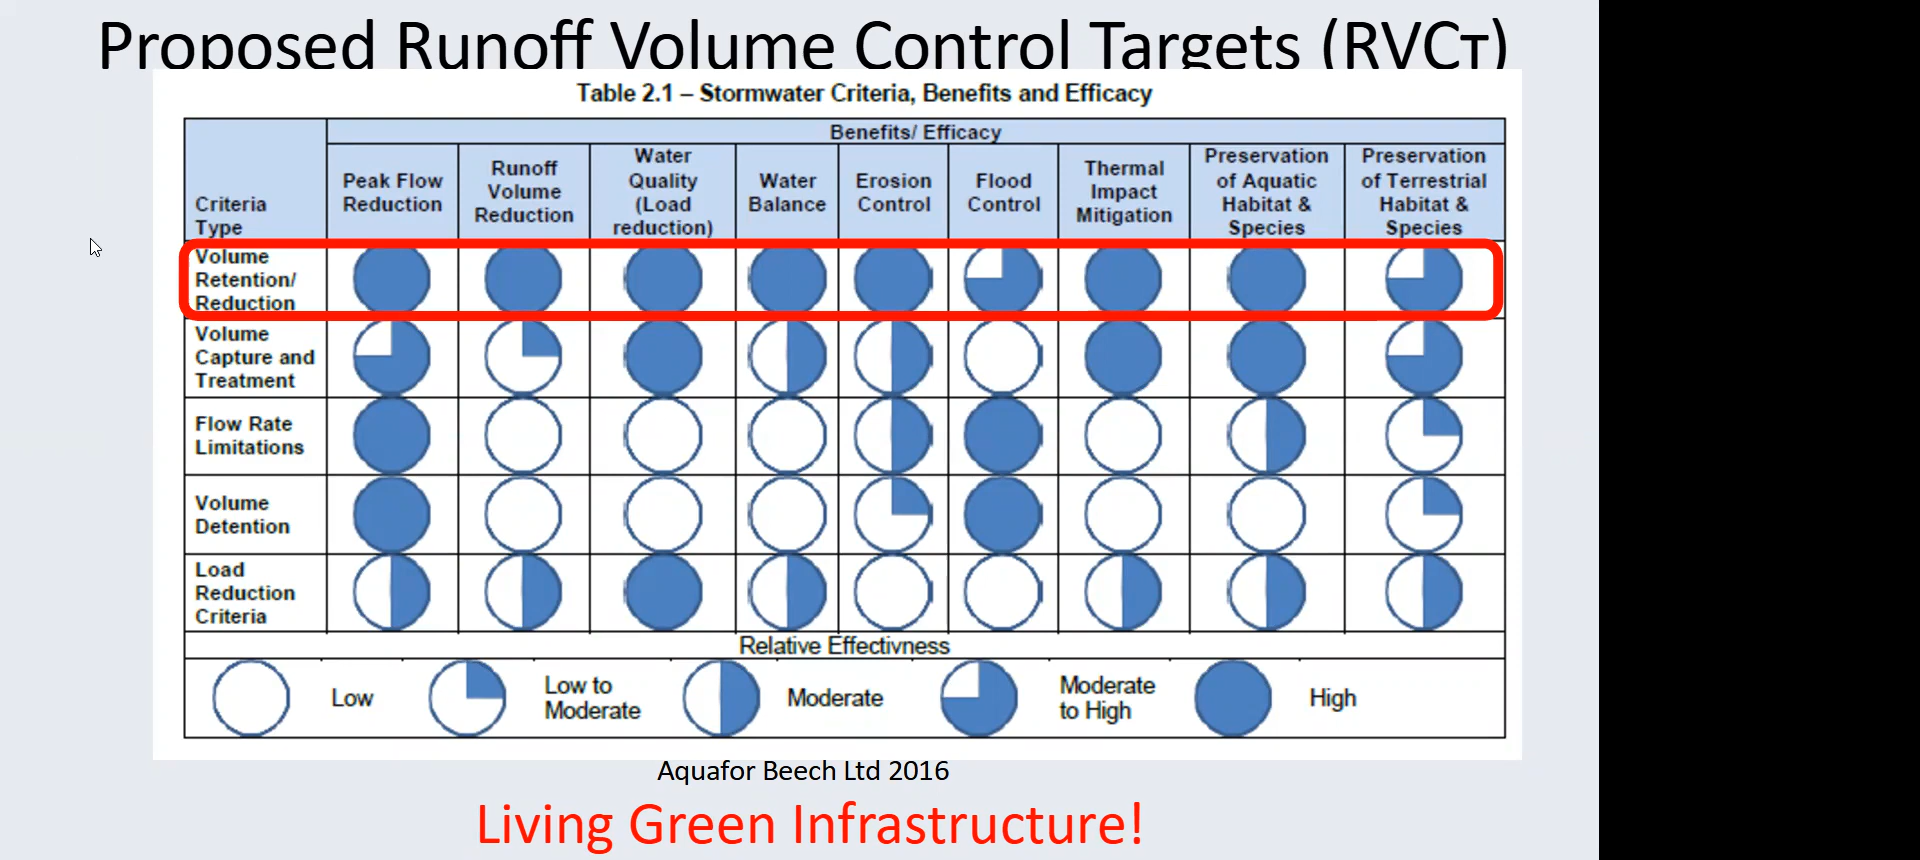 Proposed Runoff Volume Control Targets (RVCT)
Table 2.1 – Stormwater Criteria, Benefits and Efficacy
Benefits/ Efficacy
Criteria
Type
Peak Flow
Reduction
Runoff
Volume
Reduction
Water
Quality
(Load
reduction)
Water
Balance
Erosion
Control
Flood
Control
Thermal
Impact
Mitigation
Preservation
of Aquatic
Habitat &
Species
Preservation
of Terrestrial
Habitat &
Species
Volume
Retention/
Reduction
Volume
Capture and
Treatment
Flow Rate
Limitations
Volume
Detention
Load
Reduction
Criteria
Relative Effectivness
Low
Low to
Moderate
Moderate
Moderate
to High
High
Aquafor Beech Ltd 2016
Living Green Infrastructure!